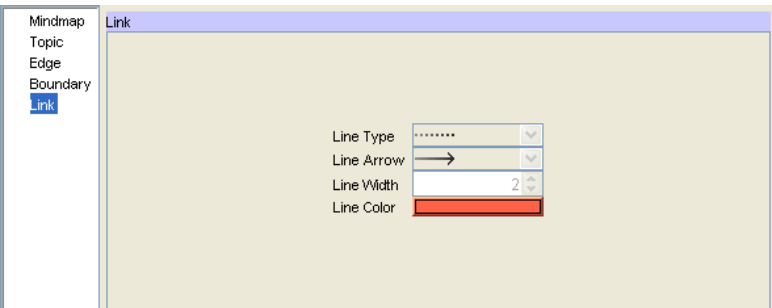 Mindmap
Topic
Edge
Boundary
Link
Link
Line Type
Line Arrow
Line Width 2
Line Color